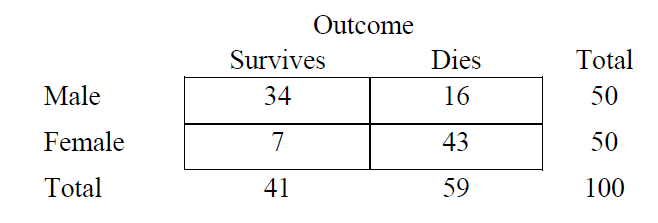 Outcome
Survives Dies Total
Male 34 16 50
Female 7 43 50
Total 41 59 100